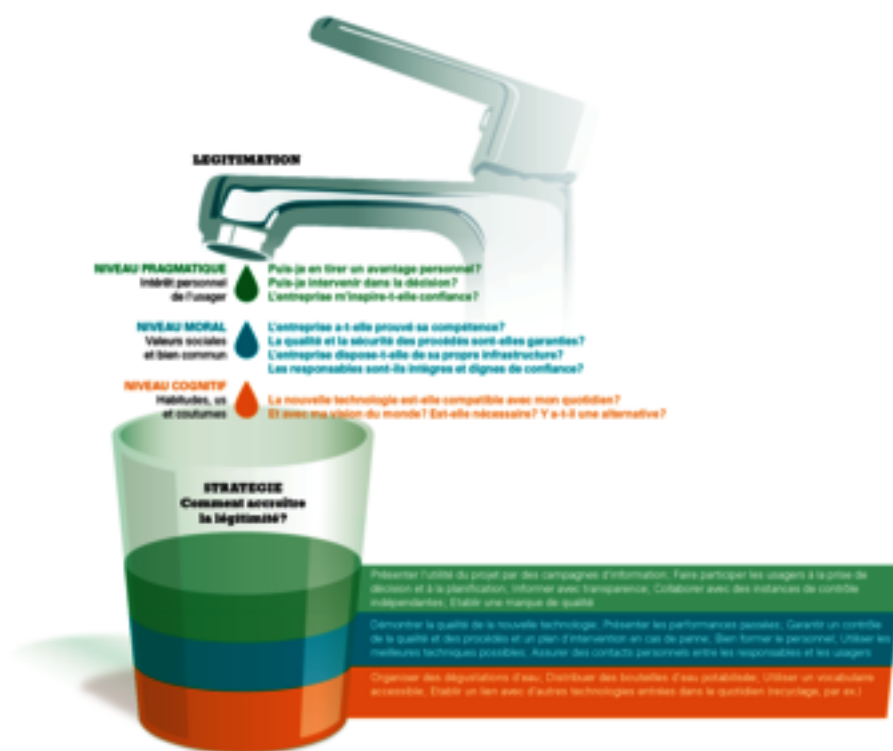 LEGITIMATION
NIVEAU PRAGMATIQUE
Intérêt personnel
de l'usager
Puis-je en tirer un avantage personnel?
Puis-je intervenir dans la décision?
L'entreprise m'inspire-t-elle confiance?
NIVEAU MORAL
Valeurs sociales
et bien commun
L'entreprise a-t-elle prouvé sa compétence?
La qualité et la sécurité des procédés sont-elles garanties?
L'entreprise dispose-t-elle de sa propre infrastructure?
Les responsables sont-ils intègres et dignes de confiance?
NIVEAU COGNITIF
Habitudes, us
et coutumes
La nouvelle technologie est-elle compatible avec mon quotidien?
Et avec ma vision du monde? Est-elle nécessaire? Y a-t-il une alternative?
STRATEGIE
Comment accroître
la légitimité?
Présenter l'utilité du projet par des campagnes d'information; Faire participer les usagers à la prise de
décision et à la planification; Informer avec transparence; Collaborer avec des instances de contrôle
indépendantes; Etablir une marque de qualité
Démontrer la qualité de la nouvelle technologie; Présenter les performances passées; Garantir un contrôle
de la qualité et des procédés et un plan d'intervention en cas de panne; Bien former le personnel; Utiliser les
meilleures techniques possibles; Assurer des contacts personnels entre les responsables et les usagers
Organiser des dégustations d'eau; Distribuer des bouteilles d'eau potabilisée; Utiliser un vocabulaire
accessible; Etablir un lien avec d'autres technologies entrées dans le quotidien (recyclage, par ex.)